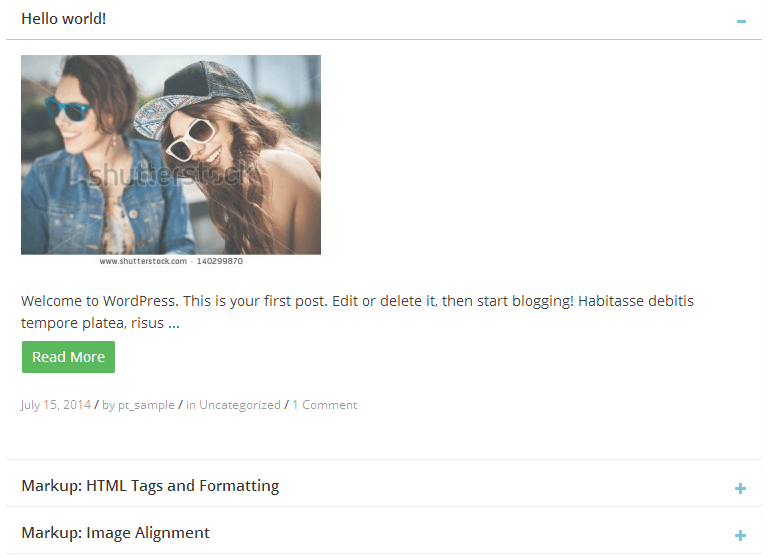 Hello world!
shutterstock
www.shutterstock.com · 140299870
Welcome to WordPress. This is your first post. Edit or delete it, then start blogging! Habitasse debitis
tempore platea, risus ...
Read More
July 15, 2014 / by pt_sample / in Uncategorized / 1 Comment
Markup: HTML Tags and Formatting
Markup: Image Alignment